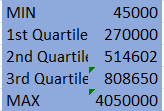 MIN 45000
1st Quartile 270000
2nd Quartile 514602
3rd Quartile 808650
MAX 4050000